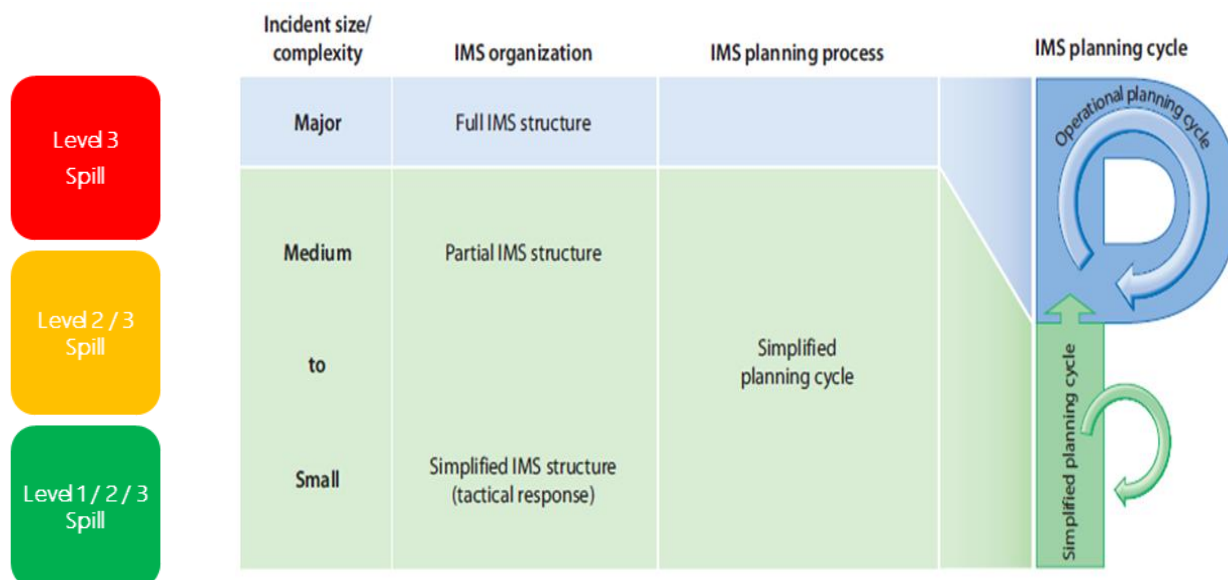 Incident size/
complexity
IMS organization
IMS planning process
IMS planning cycle
Level 3
Spill
Major
Full IMS structure
Operational planning cycle
Level 2 / 3
Spill
Medium
Partial IMS structure
to
Simplified
planning cycle
Level 1 / 2 / 3
Spill
Small
Simplified IMS structure
(tactical response)
Simplified planning cycle